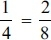 1/4 = 2/8